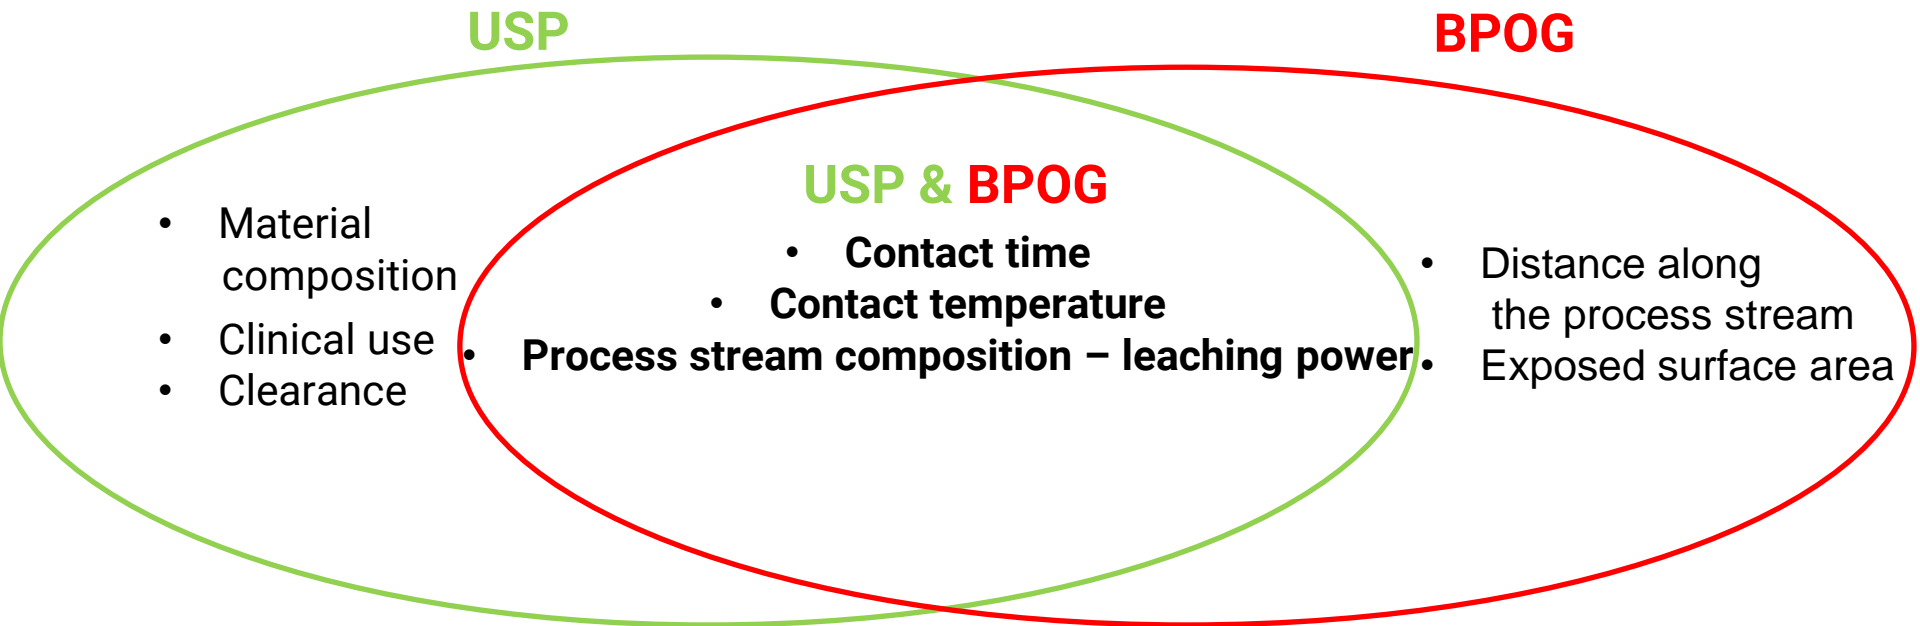 USP
BPOG
• Material
composition
• Clinical use
• Clearance
USP & BPOG
• Contact time
• Contact temperature
• Process stream composition – leaching power
• Distance along
the process stream
• Exposed surface area